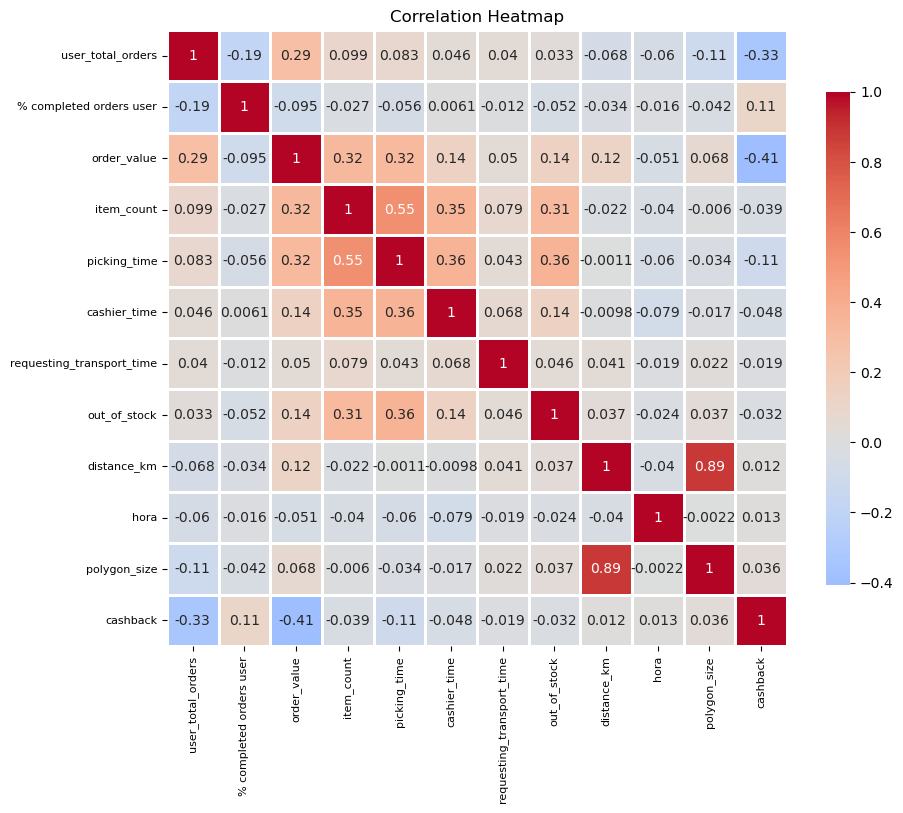 Correlation Heatmap
user_total_orders 1 -0.19 0.29 0.099 0.083 0.046 0.04 0.033 -0.068 -0.06 -0.11 -0.33
% completed orders user -0.19 1 -0.095 -0.027 -0.056 0.0061 -0.012 -0.052 -0.034 -0.016 -0.042 0.11
order_value 0.29 -0.095 1 0.32 0.32 0.14 0.05 0.14 0.12 -0.051 0.068 -0.41
item_count 0.099 -0.027 0.32 1 0.55 0.35 0.079 0.31 -0.022 -0.04 -0.006 -0.039
picking_time 0.083 -0.056 0.32 0.55 1 0.36 0.043 0.36 -0.0011 -0.06 -0.034 -0.11
cashier_time 0.046 0.0061 0.14 0.35 0.36 1 0.068 0.14 -0.0098 -0.079 -0.017 -0.048
requesting_transport_time 0.04 -0.012 0.05 0.079 0.043 0.068 1 0.046 0.041 -0.019 0.022 -0.019
out_of_stock 0.033 -0.052 0.14 0.31 0.36 0.14 0.046 1 0.037 -0.024 0.037 -0.032
distance_km -0.068 -0.034 0.12 -0.022 -0.0011 -0.0098 0.041 0.037 1 -0.04 0.89 0.012
hora -0.06 -0.016 -0.051 -0.04 -0.06 -0.079 -0.019 -0.024 -0.04 1 -0.0022 0.013
polygon_size -0.11 -0.042 0.068 -0.006 -0.034 -0.017 0.022 0.037 0.89 -0.0022 1 0.036
cashback -0.33 0.11 -0.41 -0.039 -0.11 -0.048 -0.019 -0.032 0.012 0.013 0.036 1
user_total_orders
% completed orders user
order_value
item_count
picking_time
cashier_time
requesting_transport_time
out_of_stock
distance_km
hora
polygon_size
cashback
1.0
0.8
0.6
0.4
0.2
0.0
−0.2
−0.4